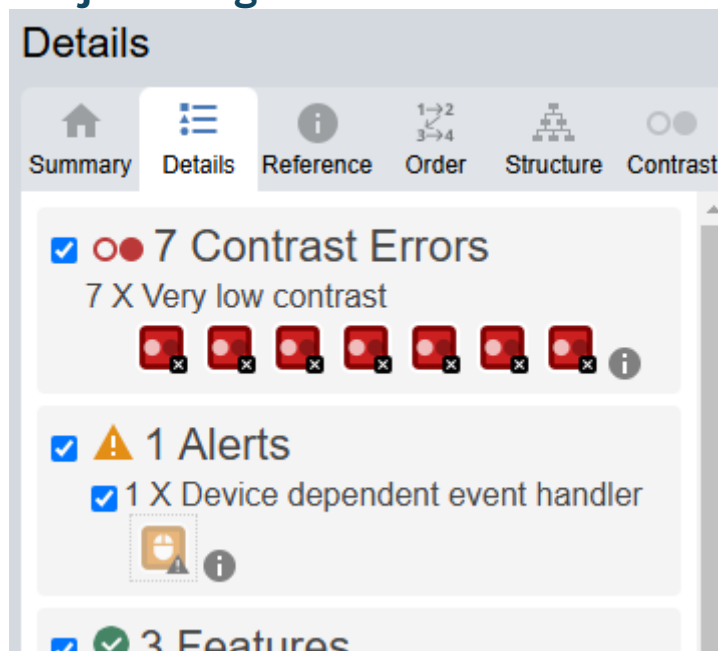 Details
Summary Details Reference Order Structure Contrast
1→2
3→4
7 Contrast Errors
7 X Very low contrast
1 Alerts
1 X Device dependent event handler
3 Features